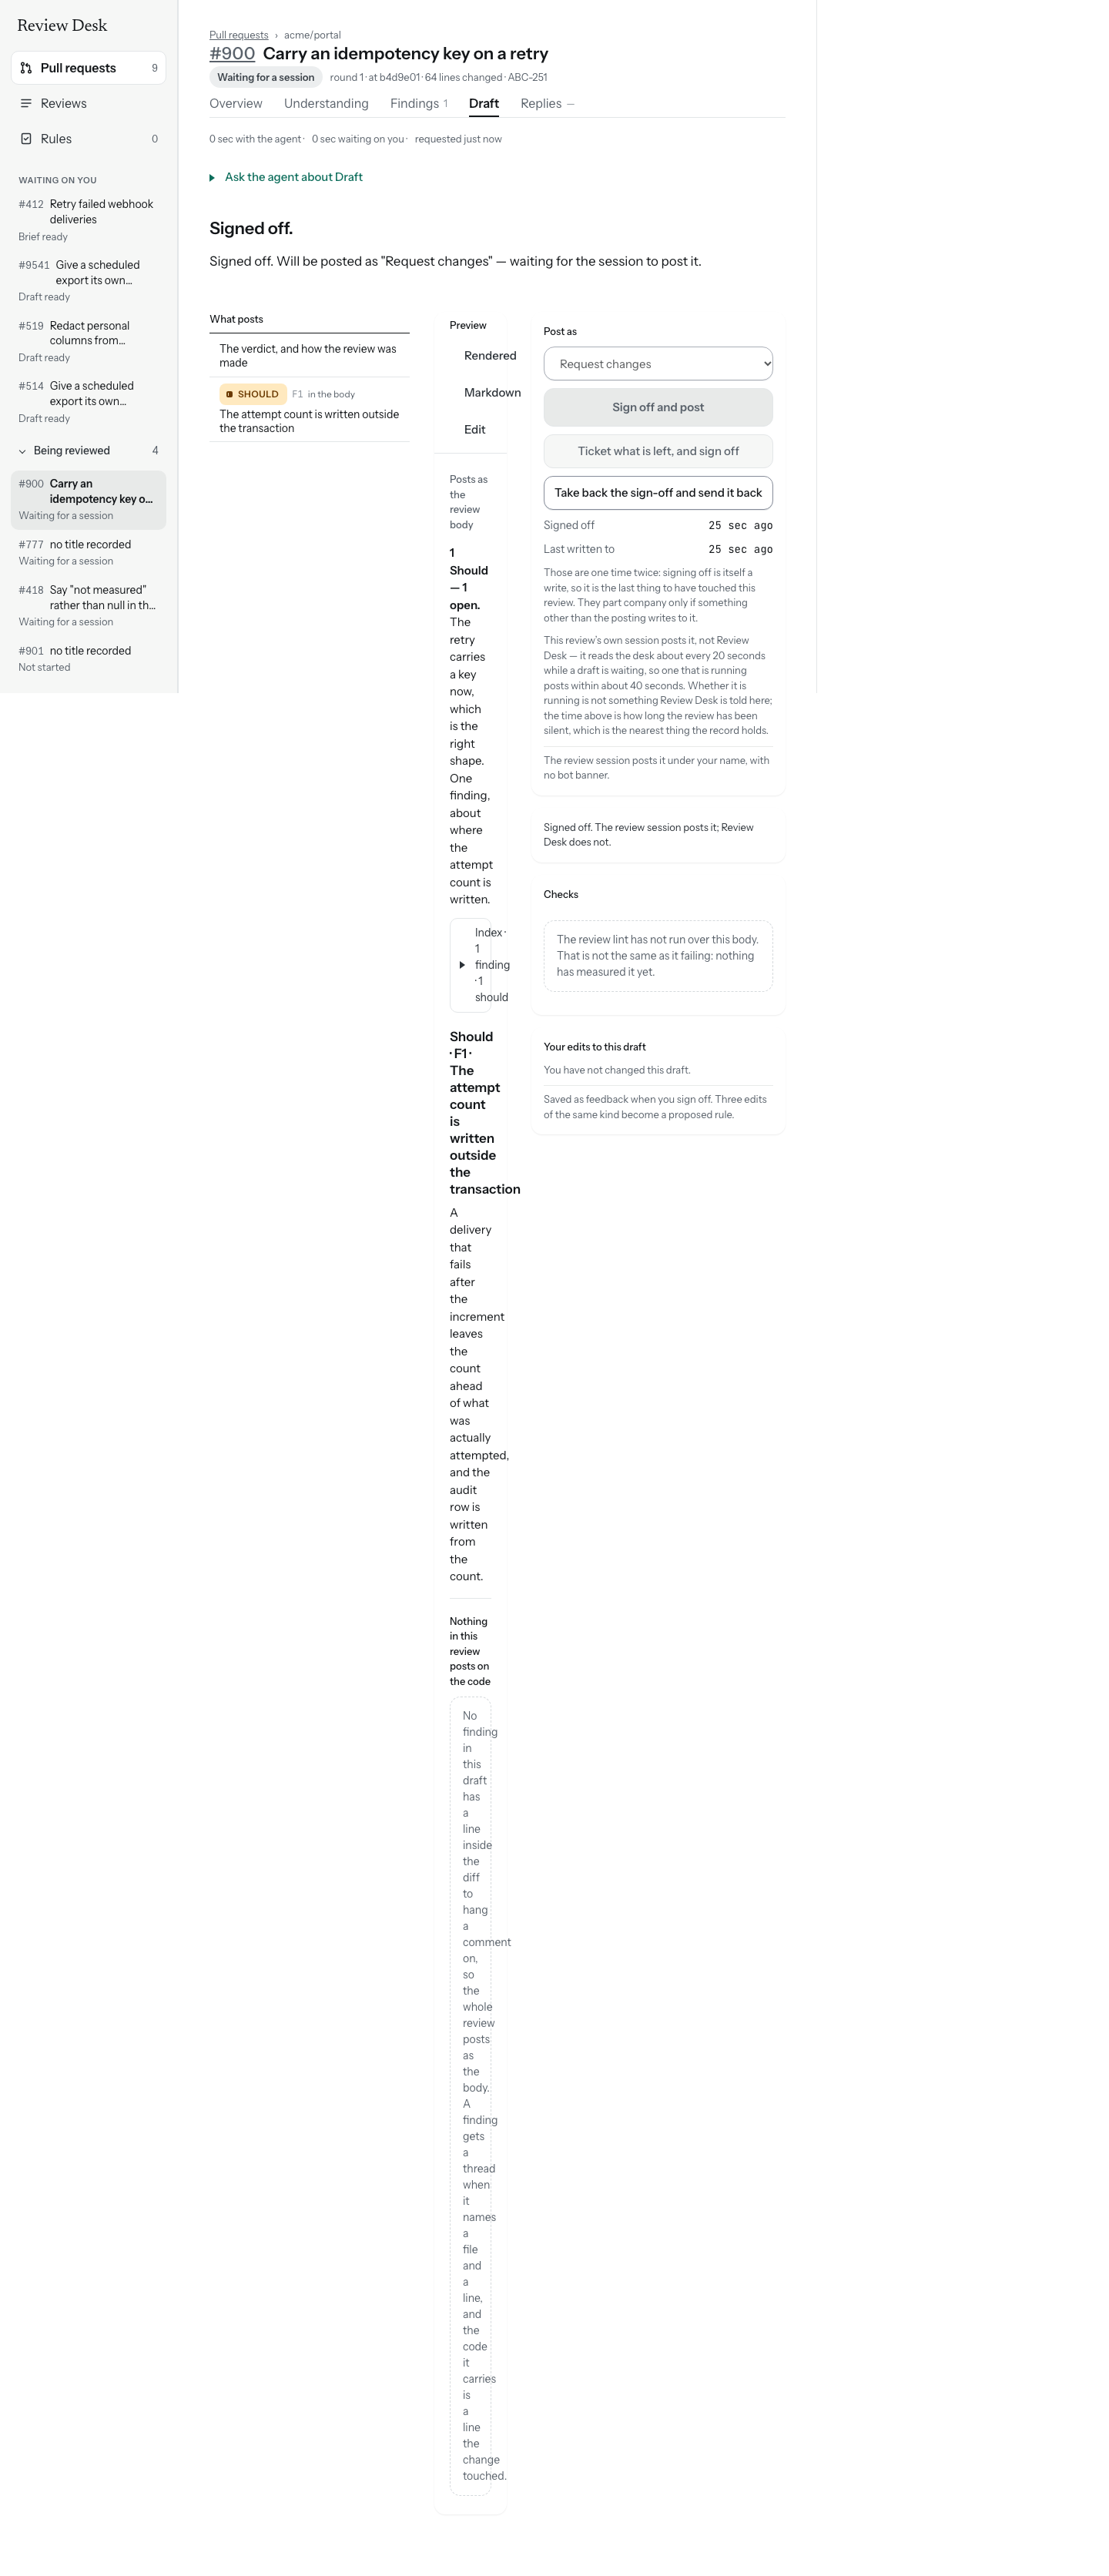 Review Desk
Pull requests 9
Reviews
Rules 0
WAITING ON YOU
#412 Retry failed webhook
deliveries
Brief ready
#9541 Give a scheduled
export its own...
Draft ready
#519 Redact personal
columns from...
Draft ready
#514 Give a scheduled
export its own...
Draft ready
Being reviewed 4
#900 Carry an
idempotency key o...
Waiting for a session
#777 no title recorded
Waiting for a session
#418 Say "not measured"
rather than null in th...
Waiting for a session
#901 no title recorded
Not started
Pull requests › acme/portal
#900 Carry an idempotency key on a retry
Waiting for a session round 1 · at b4d9e01 · 64 lines changed · ABC-251
Overview Understanding Findings 1 Draft Replies —
0 sec with the agent · 0 sec waiting on you · requested just now
Ask the agent about Draft
Signed off.
Signed off. Will be posted as "Request changes" — waiting for the session to post it.
What posts
The verdict, and how the review was
made
SHOULD F1 in the body
The attempt count is written outside
the transaction
Preview
Rendered
Markdown
Edit
Posts as
the
review
body
1
Should
— 1
open.
The
retry
carries
a key
now,
which
is the
right
shape.
One
finding,
about
where
the
attempt
count is
written.
Index ·
1
finding
· 1
should
Should
· F1 ·
The
attempt
count
is
written
outside
the
transaction
A
delivery
that
fails
after
the
increment
leaves
the
count
ahead
of what
was
actually
attempted,
and the
audit
row is
written
from
the
count.
Nothing
in this
review
posts on
the code
No
finding
in
this
draft
has
a
line
inside
the
diff
to
hang
a
comment
on,
so
the
whole
review
posts
as
the
body.
A
finding
gets
a
thread
when
it
names
a
file
and
a
line,
and
the
code
it
carries
is
a
line
the
change
touched.
Post as
Request changes
Sign off and post
Ticket what is left, and sign off
Take back the sign-off and send it back
Signed off 25 sec ago
Last written to 25 sec ago
Those are one time twice: signing off is itself a
write, so it is the last thing to have touched this
review. They part company only if something
other than the posting writes to it.
This review's own session posts it, not Review
Desk — it reads the desk about every 20 seconds
while a draft is waiting, so one that is running
posts within about 40 seconds. Whether it is
running is not something Review Desk is told here;
the time above is how long the review has been
silent, which is the nearest thing the record holds.
The review session posts it under your name, with
no bot banner.
Signed off. The review session posts it; Review
Desk does not.
Checks
The review lint has not run over this body.
That is not the same as it failing: nothing
has measured it yet.
Your edits to this draft
You have not changed this draft.
Saved as feedback when you sign off. Three edits
of the same kind become a proposed rule.